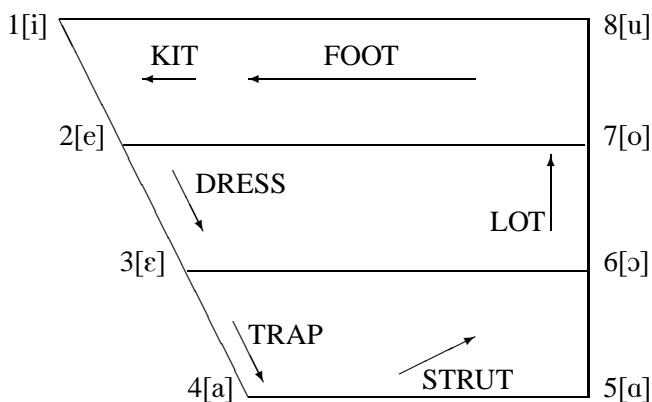 1[i] 8[u]
KIT FOOT
2[e] 7[o]
DRESS
LOT
3[ɛ] 6[ɔ]
TRAP
STRUT
4[a] 5[ɑ]